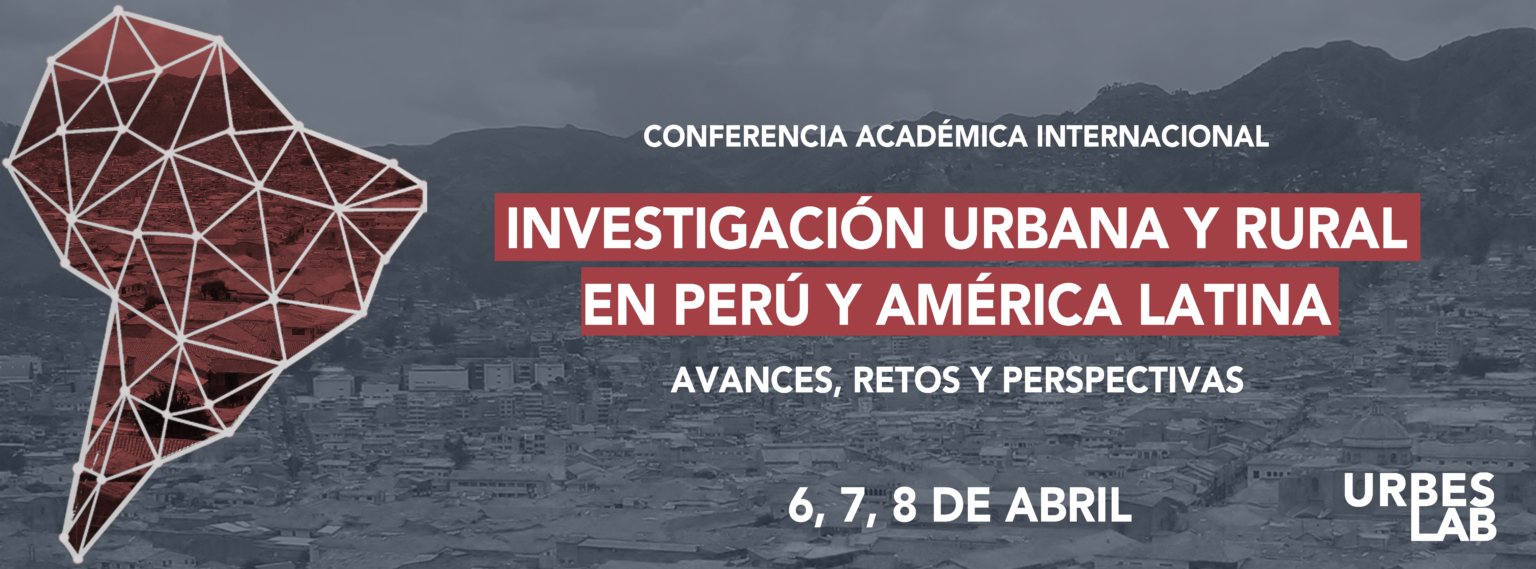 CONFERENCIA ACADÉMICA INTERNACIONAL
INVESTIGACIÓN URBANA Y RURAL
EN PERÚ Y AMÉRICA LATINA
AVANCES, RETOS Y PERSPECTIVAS
6, 7, 8 DE ABRIL
URBES
LAB